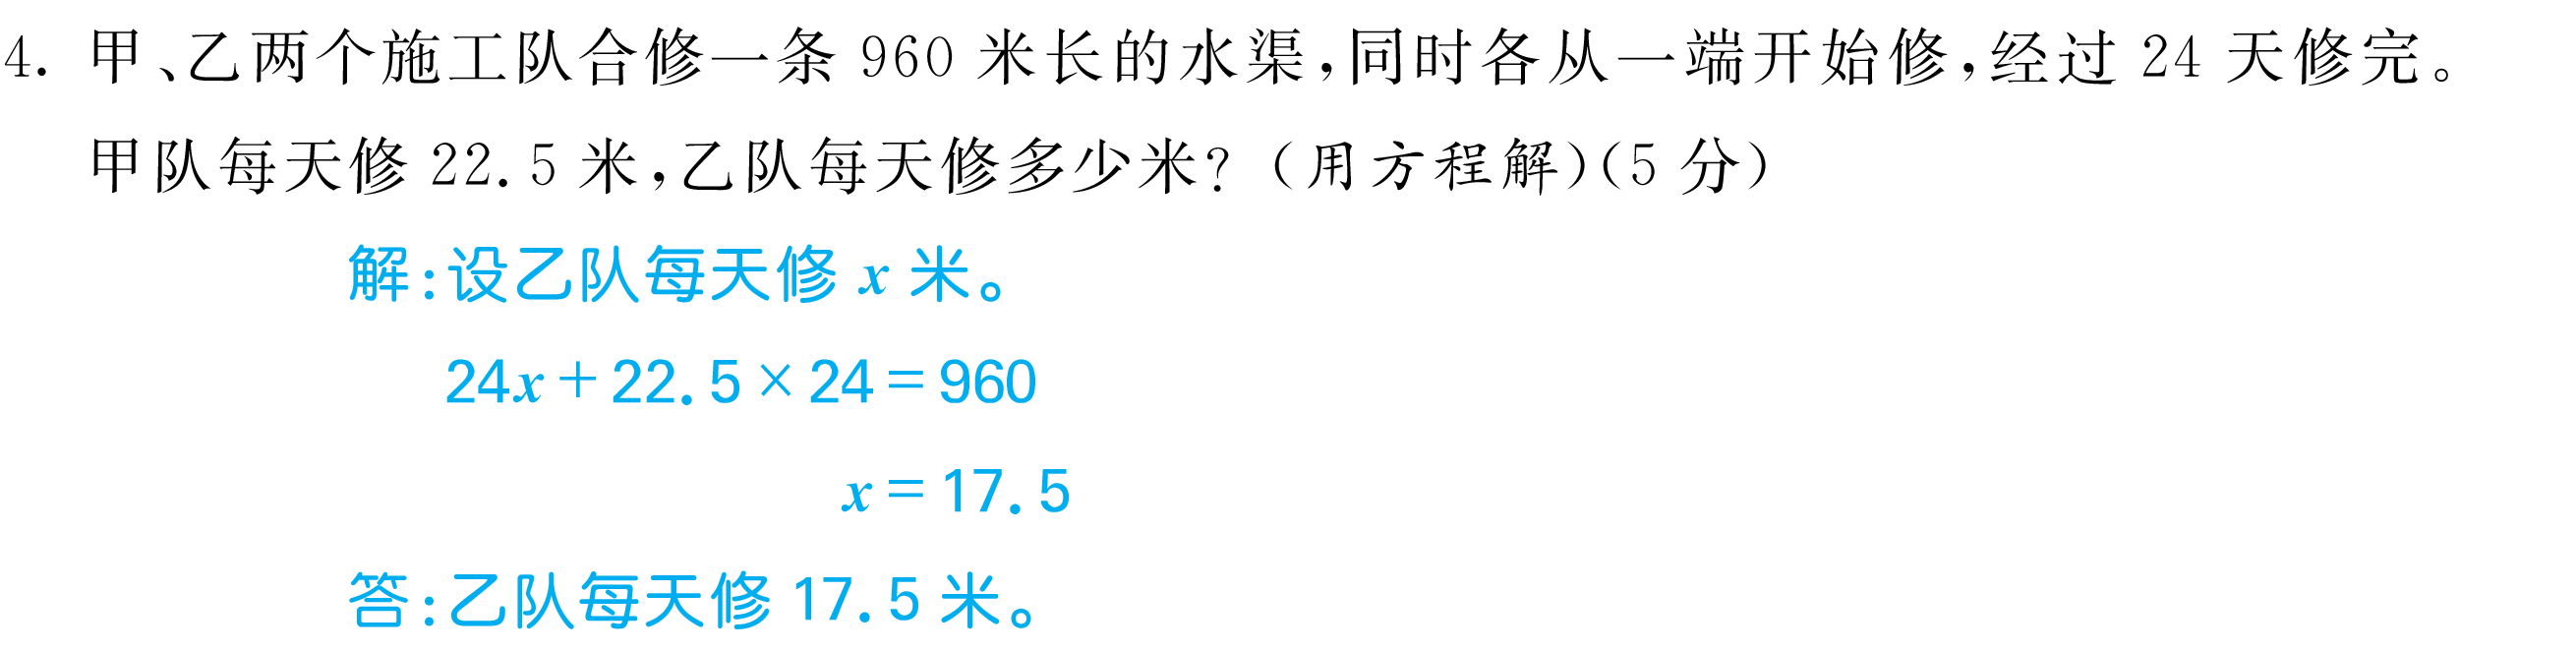 4. 甲、乙两个施工队合修一条 960 米长的水渠,同时各从一端开始修,经过 24 天修完。
甲队每天修 22.5 米,乙队每天修多少米?(用方程解)(5 分)
解:设乙队每天修 x 米。
24x+22.5×24=960
x=17.5
答:乙队每天修 17.5 米。